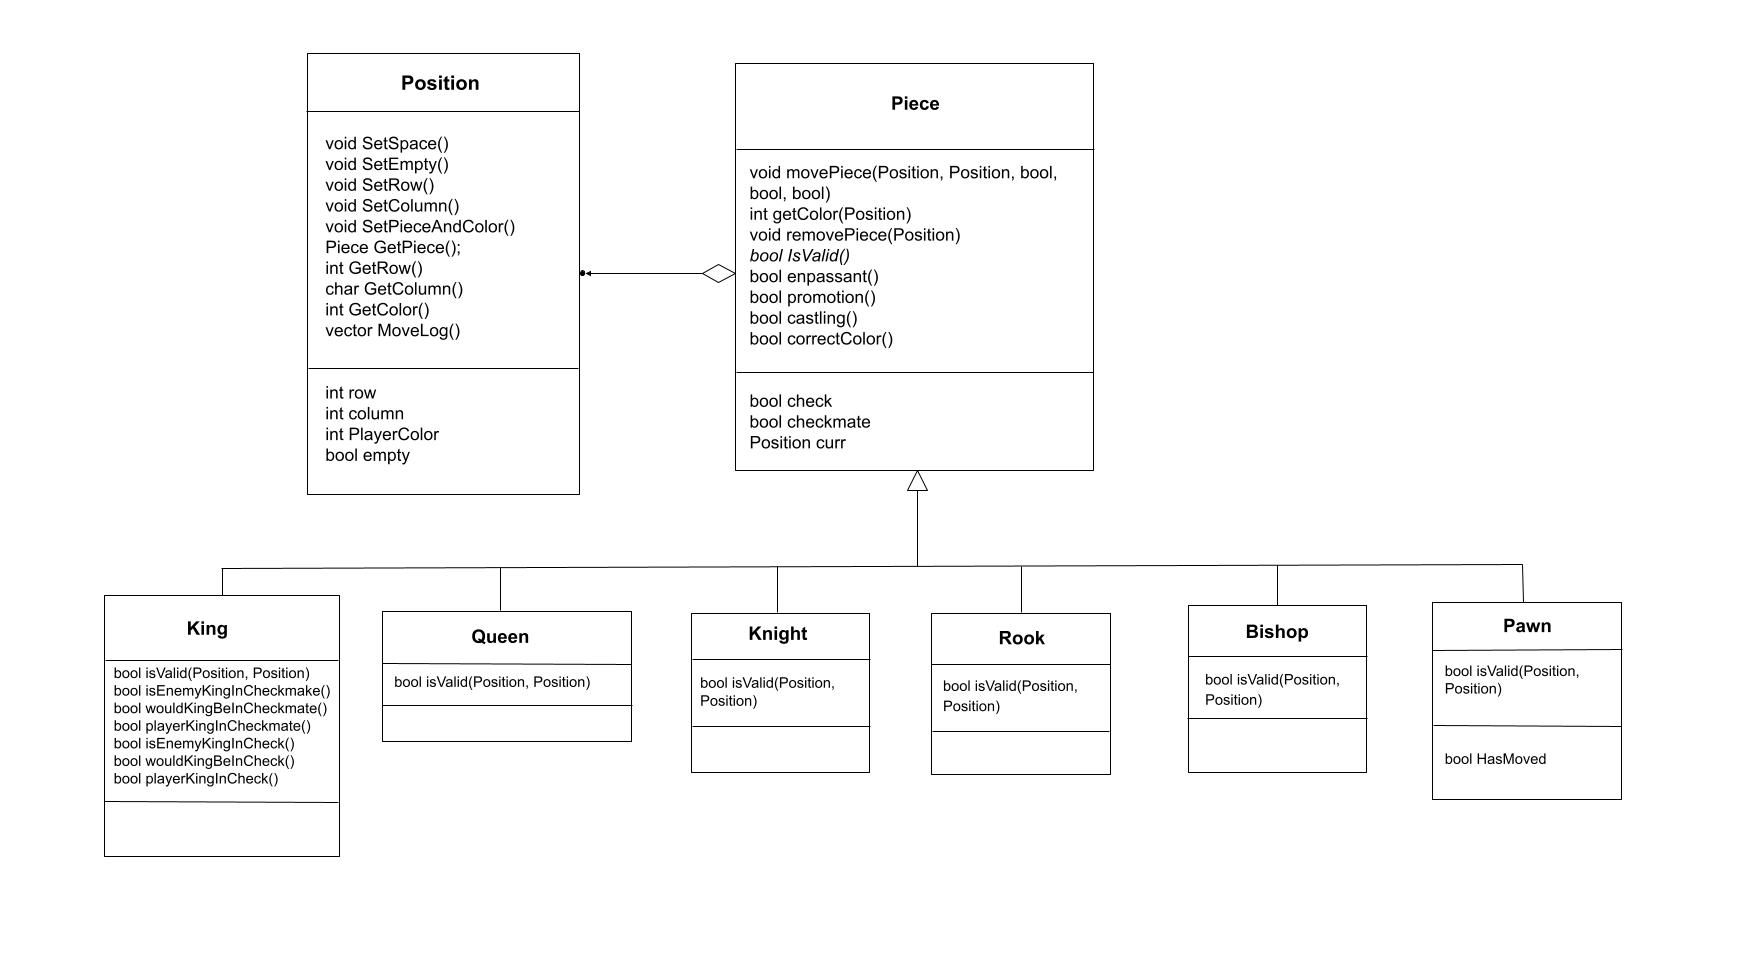 Position
void SetSpace()
void SetEmpty()
void SetRow()
void SetColumn()
void SetPieceAndColor()
Piece GetPiece();
int GetRow()
char GetColumn()
int GetColor()
vector MoveLog()
int row
int column
int PlayerColor
bool empty
Piece
void movePiece(Position, Position, bool,
bool, bool)
int getColor(Position)
void removePiece(Position)
bool IsValid()
bool enpassant()
bool promotion()
bool castling()
bool correctColor()
bool check
bool checkmate
Position curr
King
bool isValid(Position, Position)
bool isEnemyKingInCheckmake()
bool wouldKingBeInCheckmate()
bool playerKingInCheckmate()
bool isEnemyKingInCheck()
bool wouldKingBeInCheck()
bool playerKingInCheck()
Queen
bool isValid(Position, Position)
Knight
bool isValid(Position,
Position)
Rook
bool isValid(Position,
Position)
Bishop
bool isValid(Position,
Position)
Pawn
bool isValid(Position,
Position)
bool HasMoved